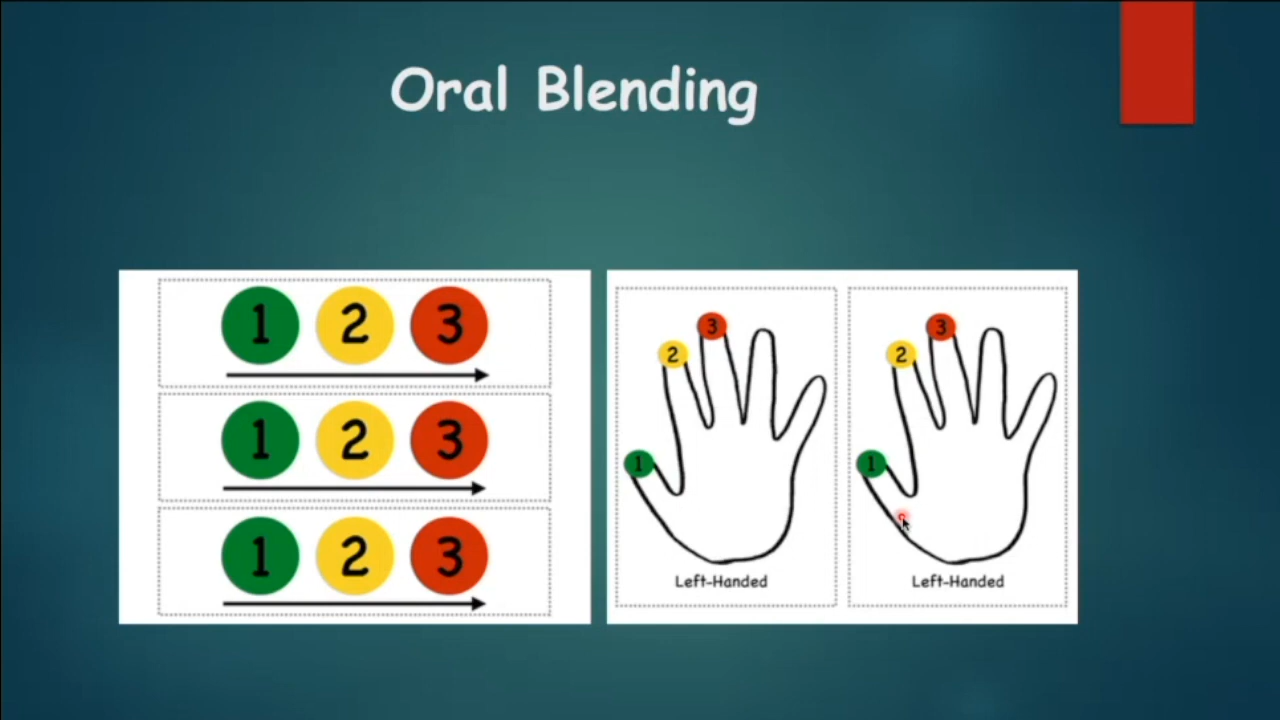 Oral Blending
1 2 3
1 2 3
1 2 3
3
2
1
Left-Handed
3
2
1
Left-Handed